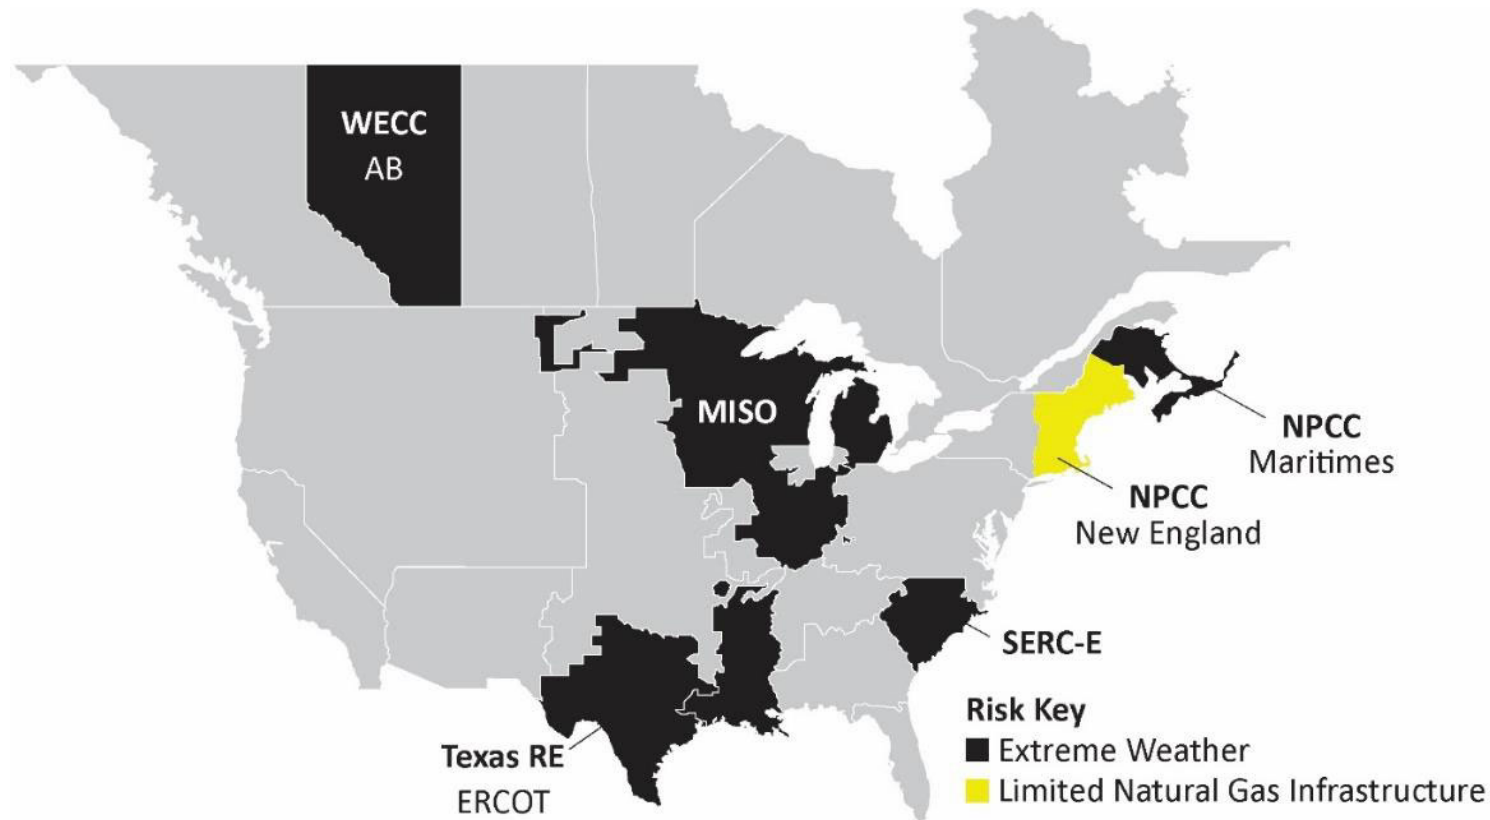 WECC
AB
MISO
NPCC
Maritimes
NPCC
New England
SERC-E
Texas RE
ERCOT
Risk Key
Extreme Weather
Limited Natural Gas Infrastructure